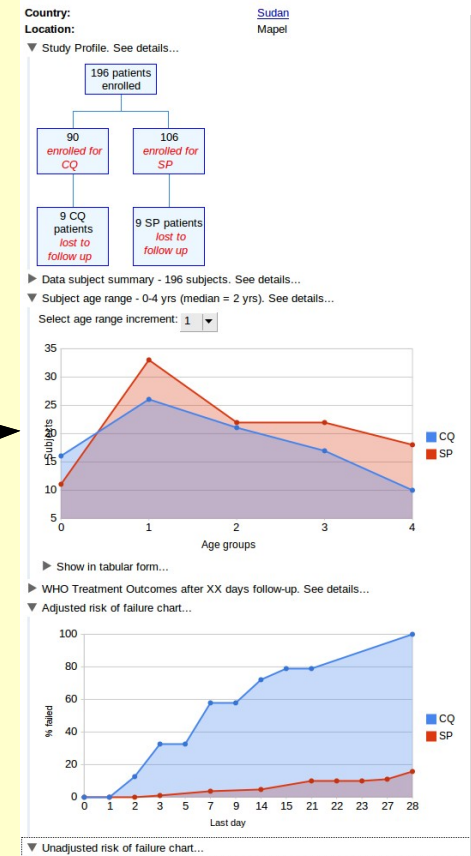 Country: Sudan
Location: Mapel
▼ Study Profile. See details...
196 patients
enrolled
90
enrolled for
CQ
106
enrolled for
SP
9 CQ
patients
lost to
follow up
9 SP patients
lost to
follow up
▶ Data subject summary - 196 subjects. See details...
▼ Subject age range - 0-4 yrs (median = 2 yrs). See details...
Select age range increment: 1
35
30
25
20
15
10
5
Subjects
0 1 2 3 4
Age groups
CQ
SP
▶ Show in tabular form...
▶ WHO Treatment Outcomes after XX days follow-up. See details...
▼ Adjusted risk of failure chart...
100
80
60
40
20
0
% failed
0 1 2 3 5 7 9 14 15 21 22 23 27 28
Last day
CQ
SP
▼ Unadjusted risk of failure chart...